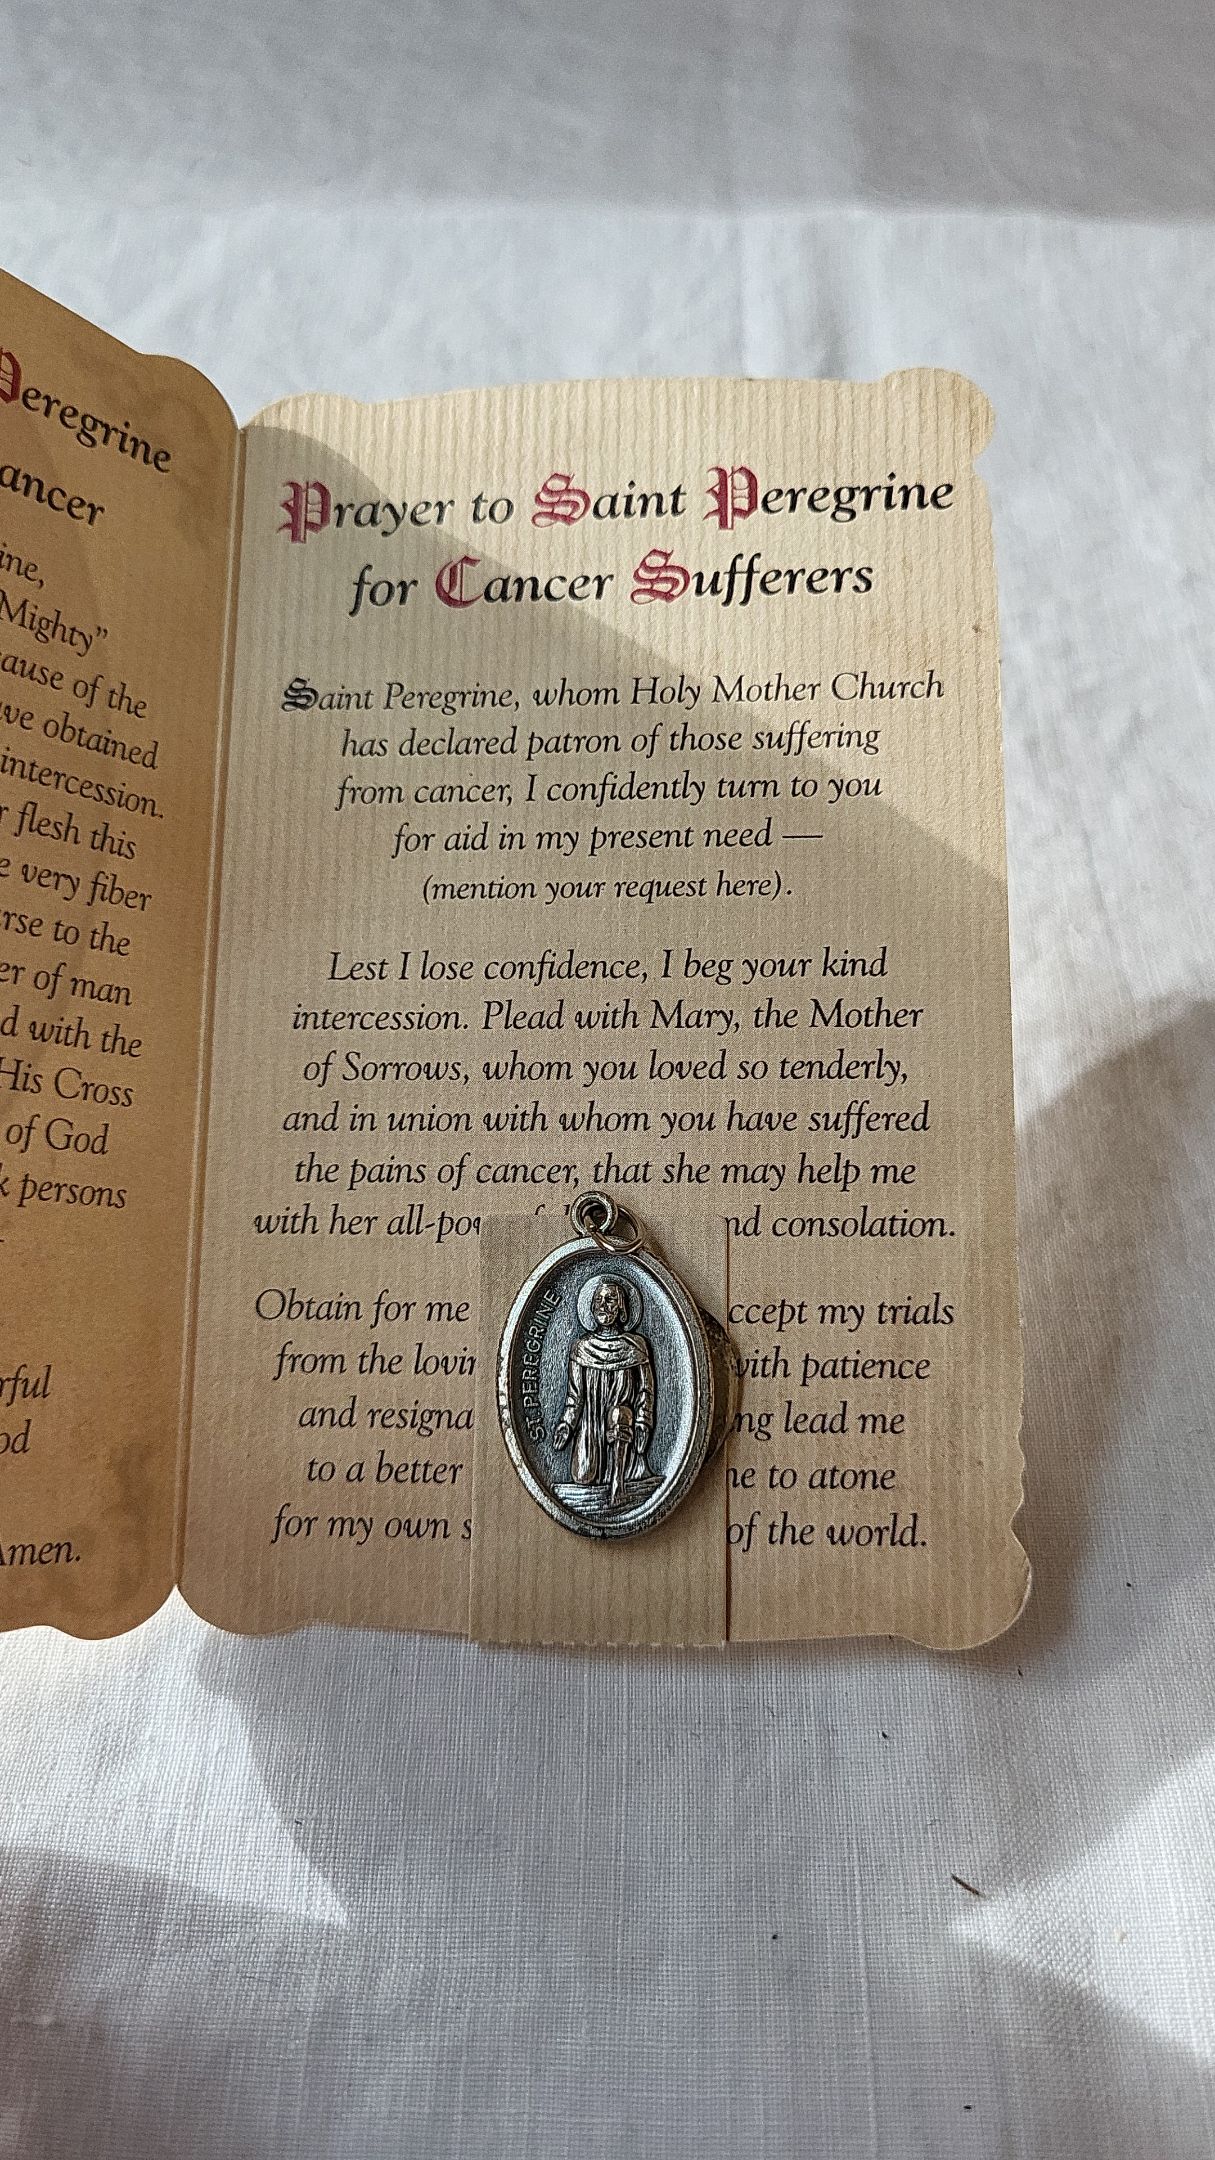 Peregrine
ancer
ine,
Mighty"
ause of the
ve obtained
intercession.
r flesh this
e very fiber
rse to the
er of man
d with the
His Cross
of God
k persons
rful
od
Amen.
Prayer to Saint Peregrine
for Cancer Sufferers
Saint Peregrine, whom Holy Mother Church
has declared patron of those suffering
from cancer, I confidently turn to you
for aid in my present need —
(mention your request here).
Lest I lose confidence, I beg your kind
intercession. Plead with Mary, the Mother
of Sorrows, whom you loved so tenderly,
and in union with whom you have suffered
the pains of cancer, that she may help me
with her all-pow nd consolation.
Obtain for me ccept my trials
from the lovin with patience
and resigna ng lead me
to a better me to atone
for my own s of the world.
ST. PEREGRINE